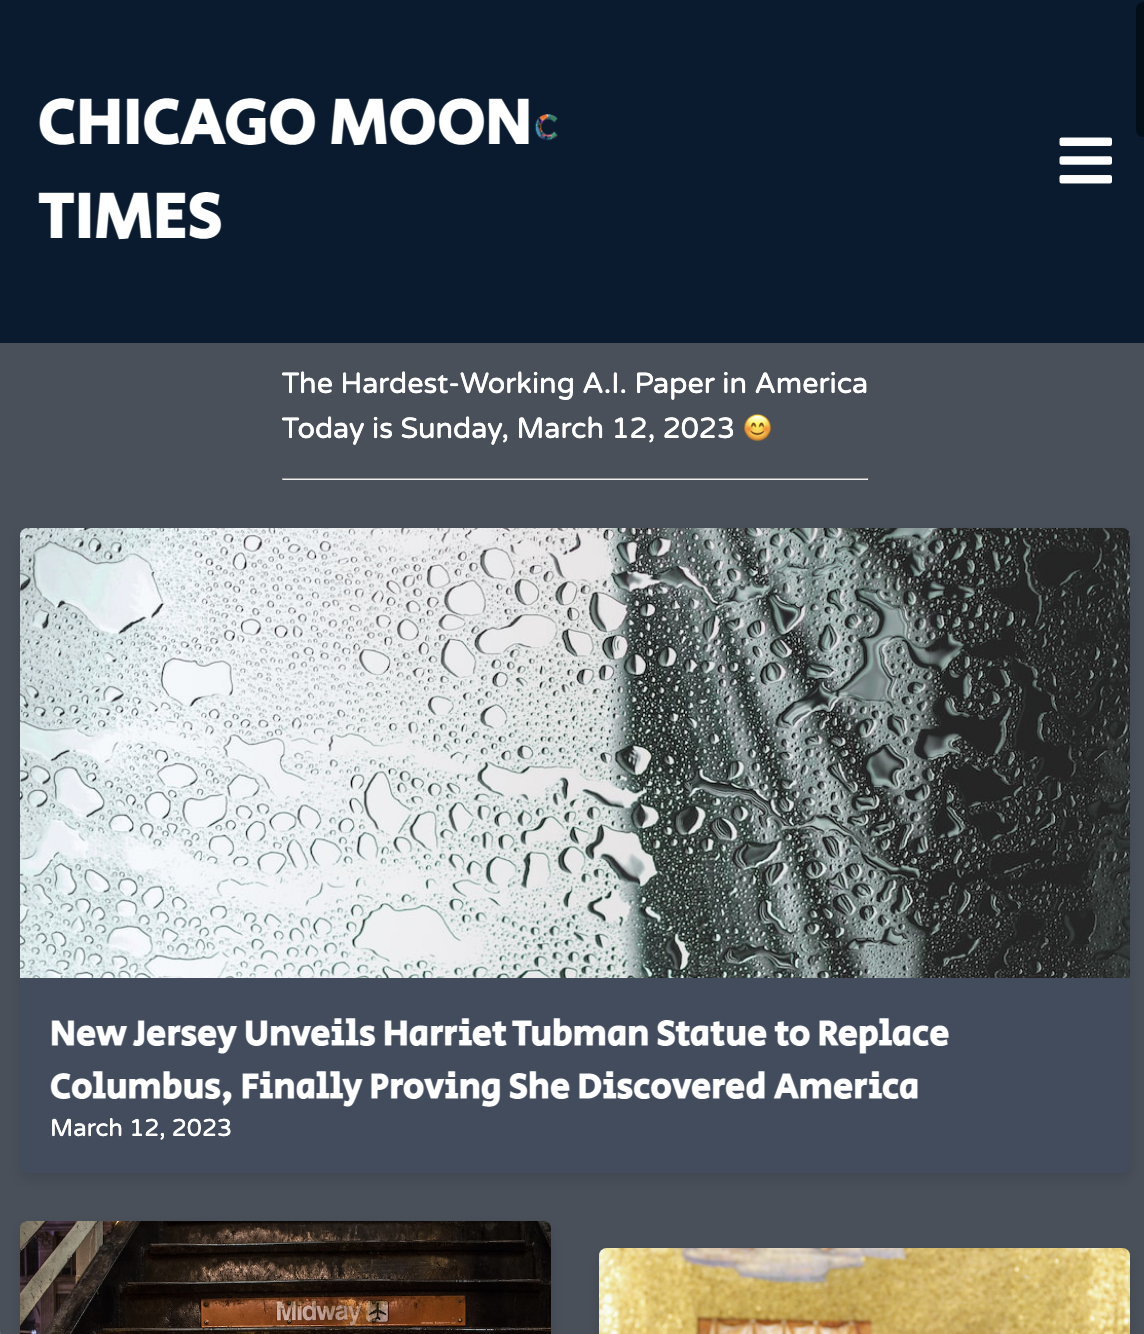 CHICAGO MOON
TIMES
The Hardest-Working A.I. Paper in America
Today is Sunday, March 12, 2023 😊
New Jersey Unveils Harriet Tubman Statue to Replace
Columbus, Finally Proving She Discovered America
March 12, 2023
Midway